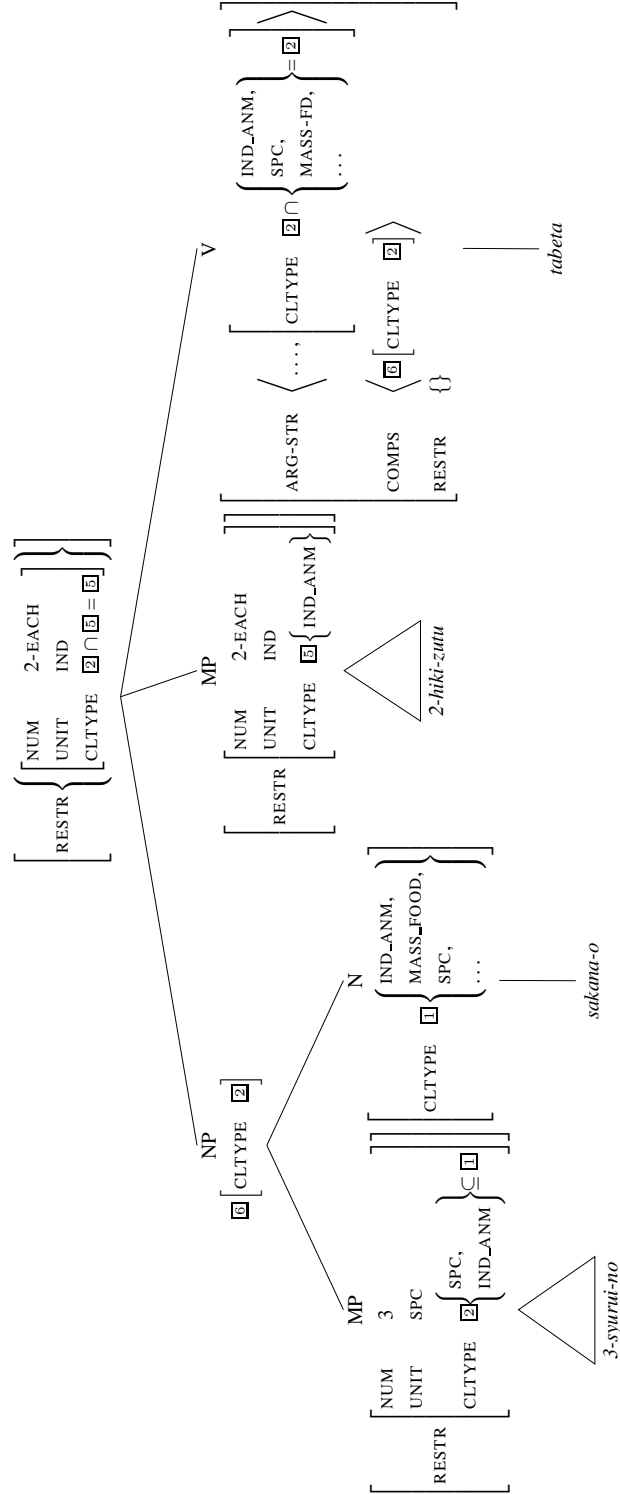 [RESTR {[NUM 2-EACH
UNIT IND
CLTYPE 2 ∩ 5 = 5]}]
NP
6[CLTYPE 2]
MP
[RESTR [NUM 2-EACH
UNIT IND
CLTYPE 5{IND_ANM}]]
2-hiki-zutu
V
[ARG-STR ⟨..., [CLTYPE 2 ∩ {IND_ANM,
SPC,
MASS-FD,
...} = 2]⟩
COMPS ⟨6[CLTYPE 2]⟩
RESTR {}]
tabeta
MP
[RESTR [NUM 3
UNIT SPC
CLTYPE 2{SPC,
IND_ANM} ⊆ 1]]
3-syurui-no
N
[CLTYPE 1{IND_ANM,
MASS_FOOD,
SPC,
...}]
sakana-o